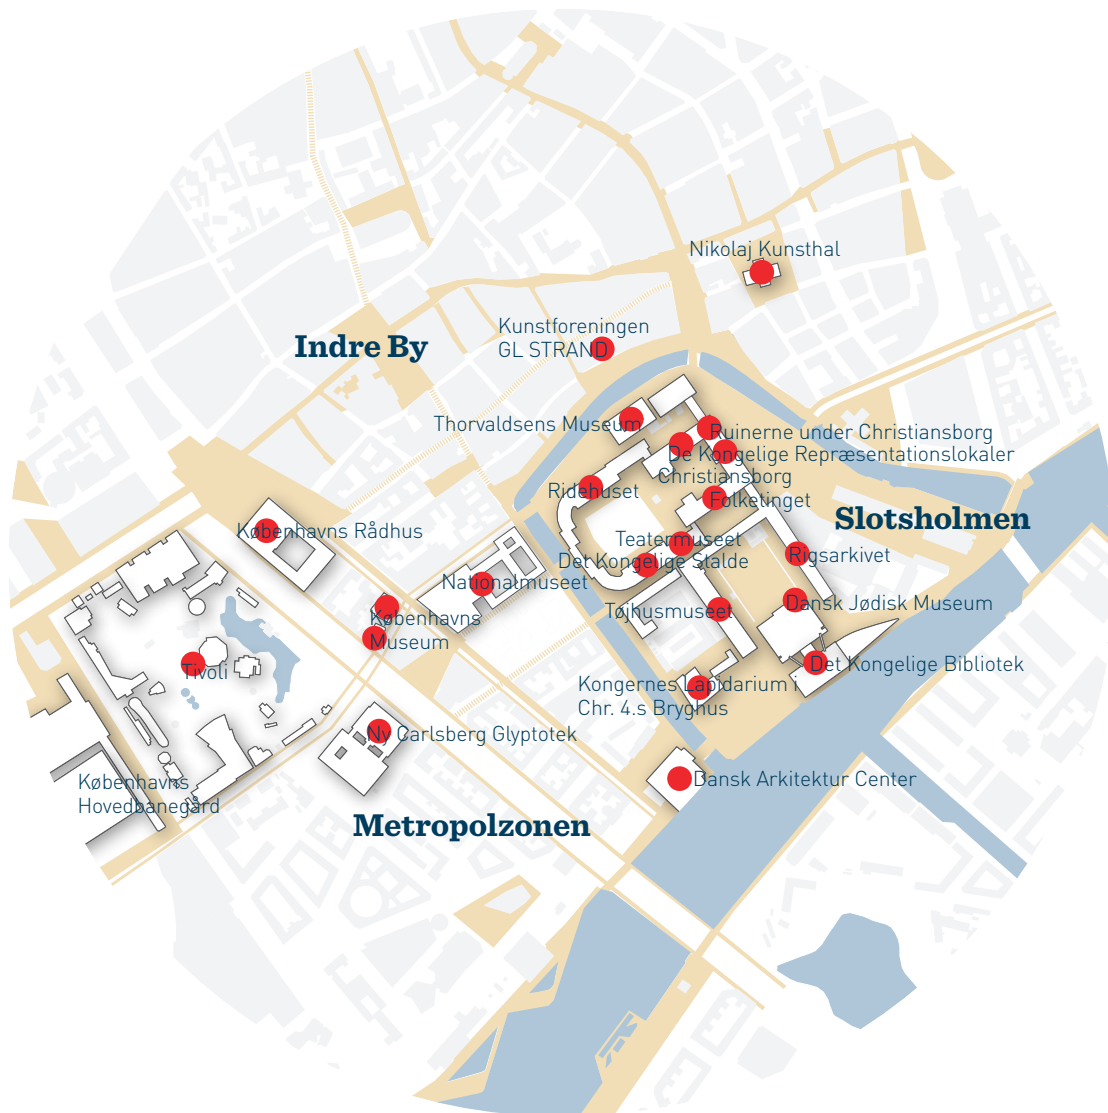 Nikolaj Kunsthal
Kunstforeningen
GL STRAND
Indre By
Thorvaldsens Museum
Ruinerne under Christiansborg
De Kongelige Repræsentationslokaler
Christiansborg
Ridehuset
Folketinget
Slotsholmen
Københavns Rådhus
Teatermuseet
Rigsarkivet
Det Kongelige Stalde
Nationalmuseet
Dansk Jødisk Museum
Tøjhusmuseet
Københavns
Museum
Det Kongelige Bibliotek
Tivoli
Kongernes Lapidarium i
Chr. 4.s Bryghus
Ny Carlsberg Glyptotek
Dansk Arkitektur Center
Københavns
Hovedbanegård
Metropolzonen